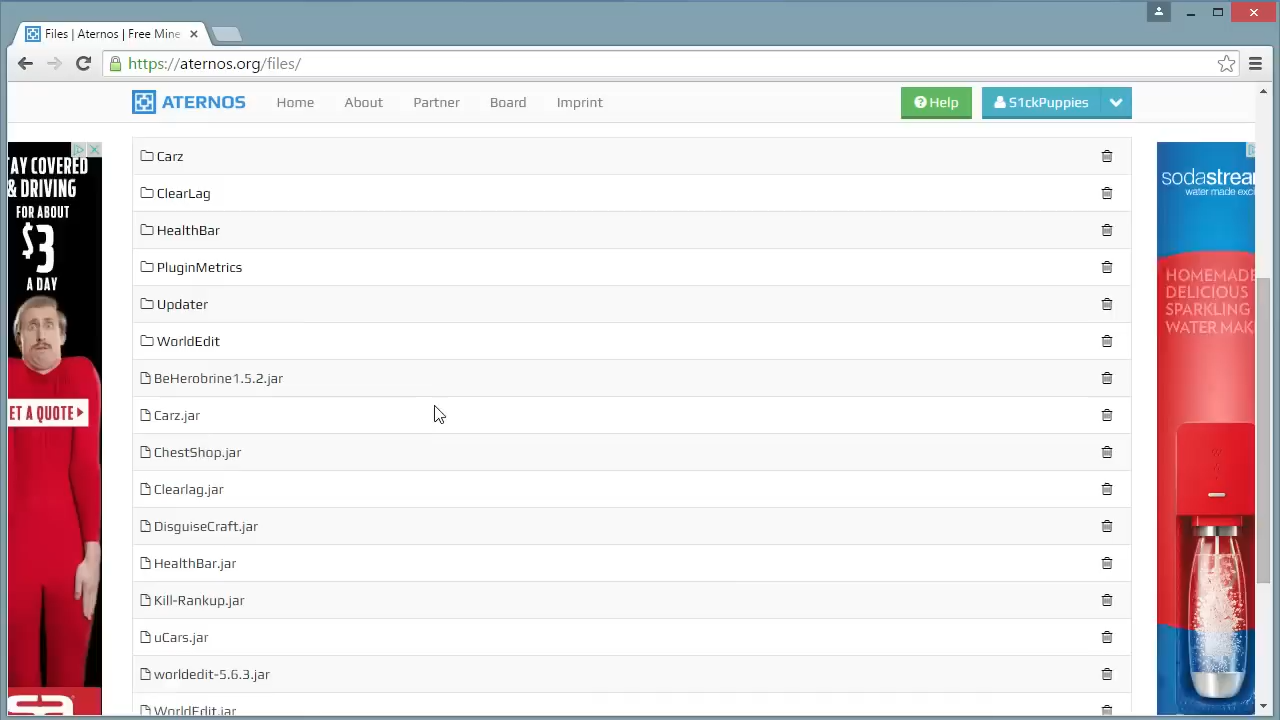 Files | Aternos | Free Mine
https://aternos.org/files/
ATERNOS
Home
About
Partner
Board
Imprint
Help
S1ckPuppies
TAY COVERED
& DRIVING
FOR ABOUT
$3
A DAY
ET A QUOTE
sodastrea
water made exc
HOMEMADE
DELICIOUS
SPARKLING
WATER MAK
Carz
ClearLag
HealthBar
PluginMetrics
Updater
WorldEdit
BeHerobrine1.5.2.jar
Carz.jar
ChestShop.jar
Clearlag.jar
DisguiseCraft.jar
HealthBar.jar
Kill-Rankup.jar
uCars.jar
worldedit-5.6.3.jar
WorldEdit.jar